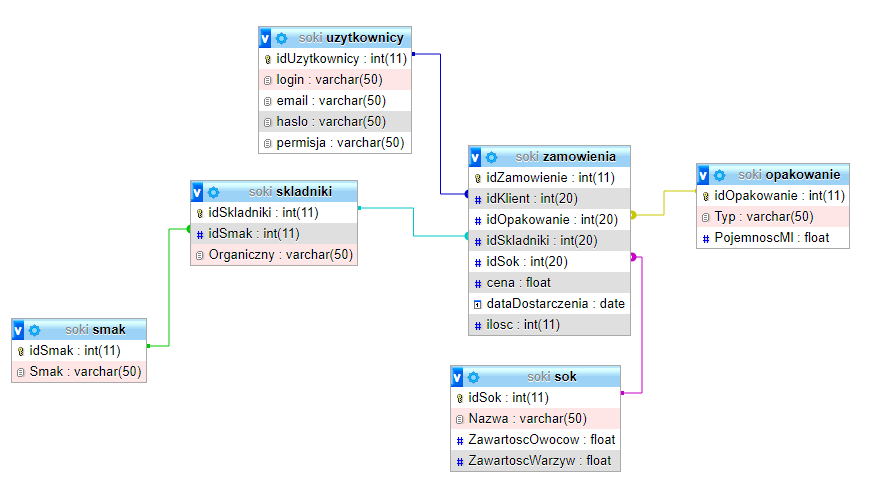 soki uzytkownicy
idUzytkownicy : int(11)
login : varchar(50)
email : varchar(50)
haslo : varchar(50)
permisja : varchar(50)
soki zamowienia
idZamowienie : int(11)
# idKlient : int(20)
# idOpakowanie : int(20)
# idSkladniki : int(20)
# idSok : int(20)
# cena : float
dataDostarczenia : date
# ilosc : int(11)
soki opakowanie
idOpakowanie : int(11)
Typ : varchar(50)
# PojemnoscMl : float
soki skladniki
idSkladniki : int(11)
# idSmak : int(11)
Organiczny : varchar(50)
soki smak
idSmak : int(11)
Smak : varchar(50)
soki sok
idSok : int(11)
Nazwa : varchar(50)
# ZawartoscOwocow : float
# ZawartoscWarzyw : float